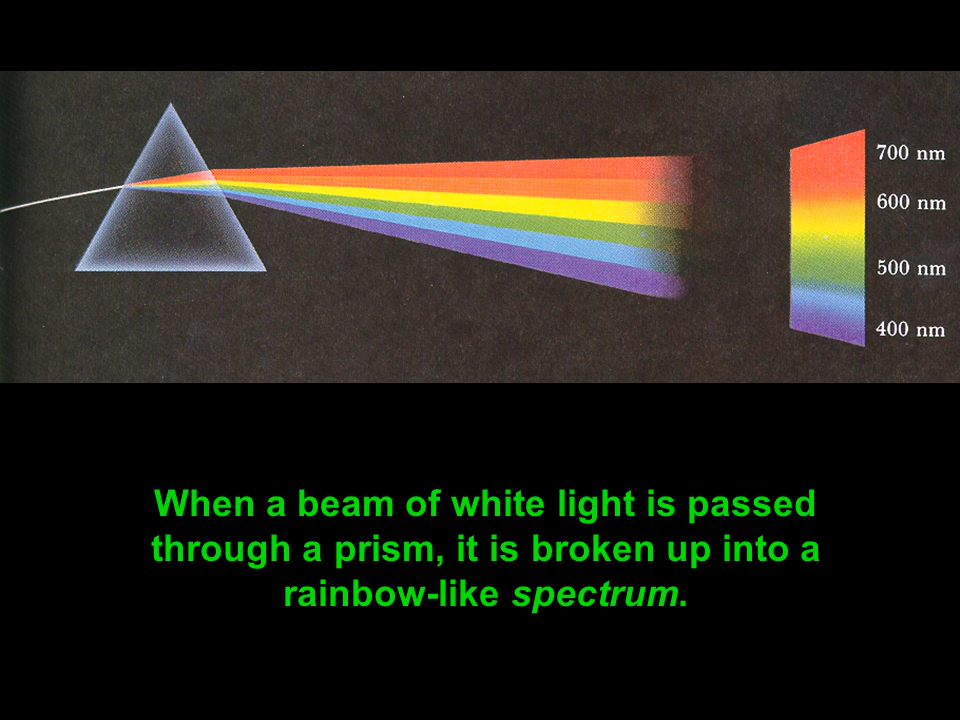 700 nm
600 nm
500 nm
400 nm
When a beam of white light is passed
through a prism, it is broken up into a
rainbow-like spectrum.